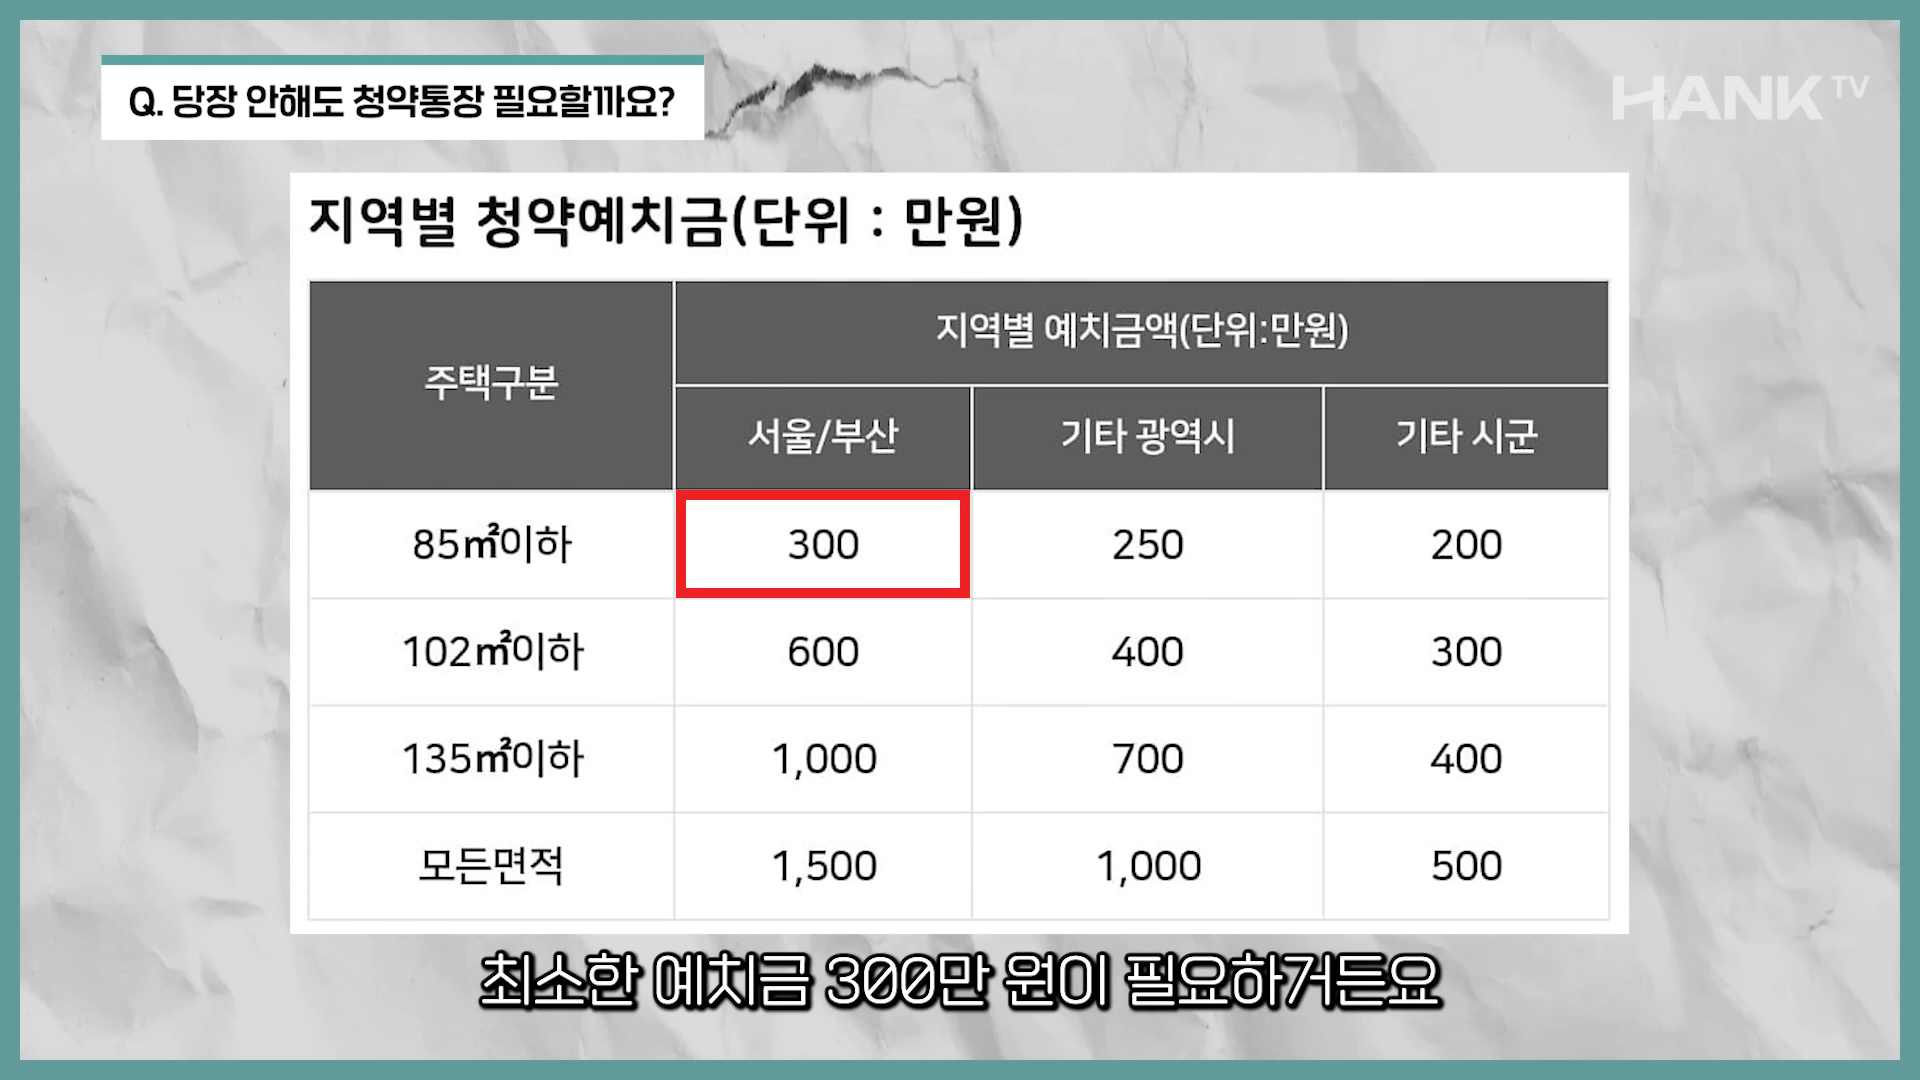 Q. 당장 안해도 청약통장 필요할까요?
HANK TV
지역별 청약예치금(단위 : 만원)
주택구분
지역별 예치금액(단위:만원)
서울/부산 기타 광역시 기타 시군
85㎡이하 300 250 200
102㎡이하 600 400 300
135㎡이하 1,000 700 400
모든면적 1,500 1,000 500
최소한 예치금 300만 원이 필요하거든요